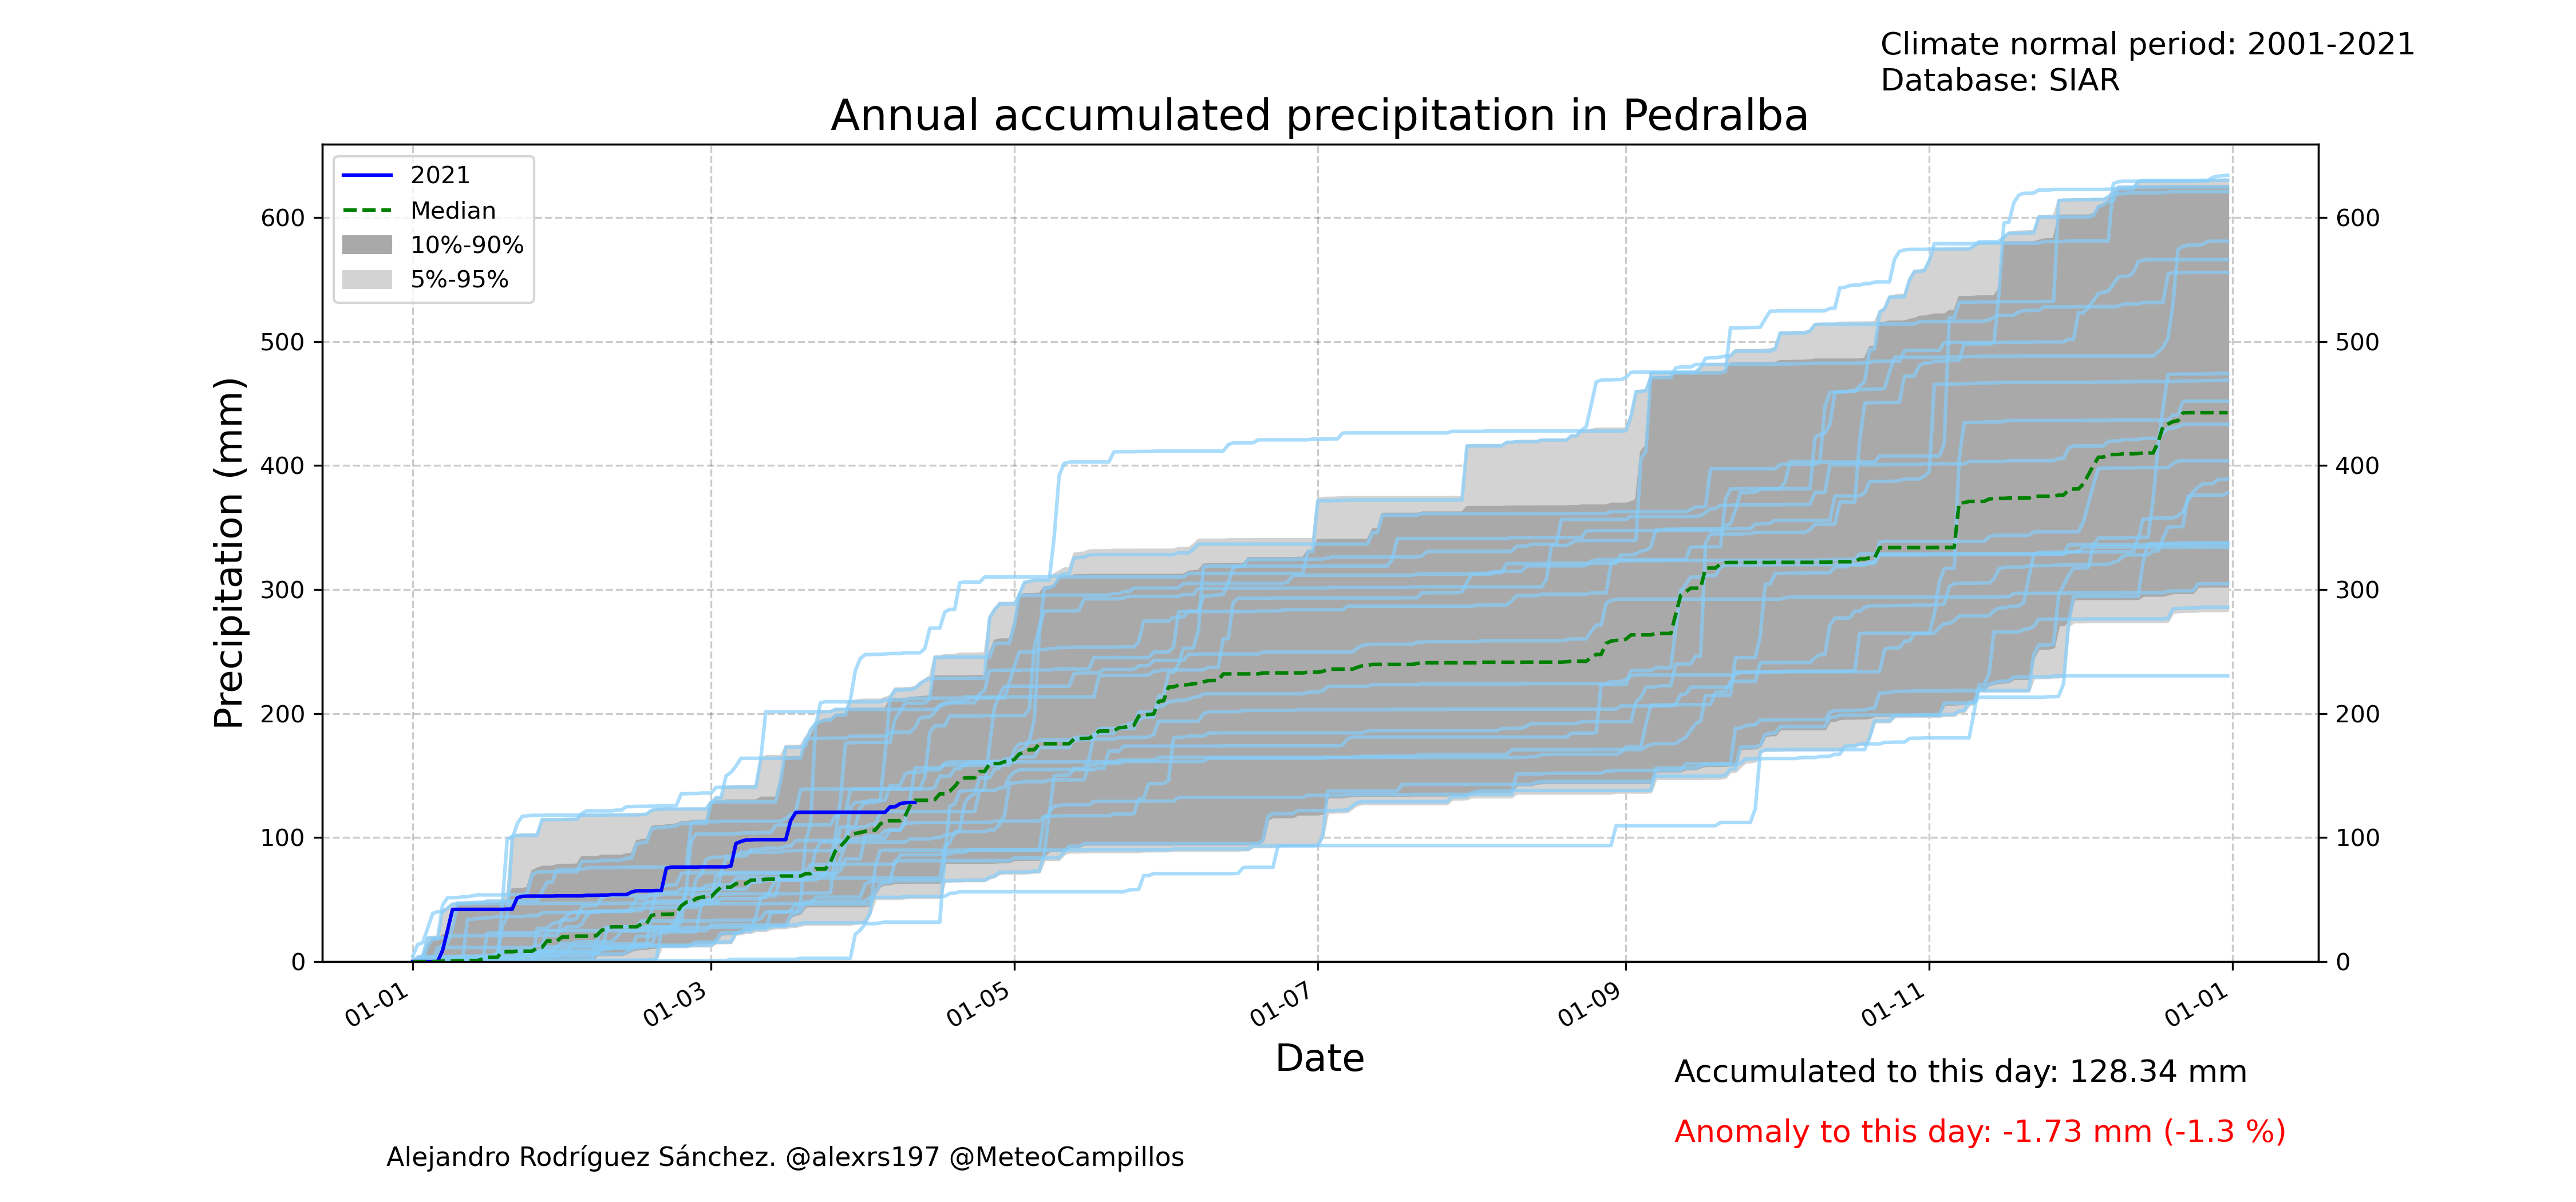 Climate normal period: 2001-2021
Database: SIAR
Annual accumulated precipitation in Pedralba
2021
Median
10%-90%
5%-95%
Precipitation (mm)
600
500
400
300
200
100
0
600
500
400
300
200
100
0
01-01
01-03
01-05
01-07
01-09
01-11
01-01
Date
Accumulated to this day: 128.34 mm
Anomaly to this day: -1.73 mm (-1.3 %)
Alejandro Rodríguez Sánchez. @alexrs197 @MeteoCampillos